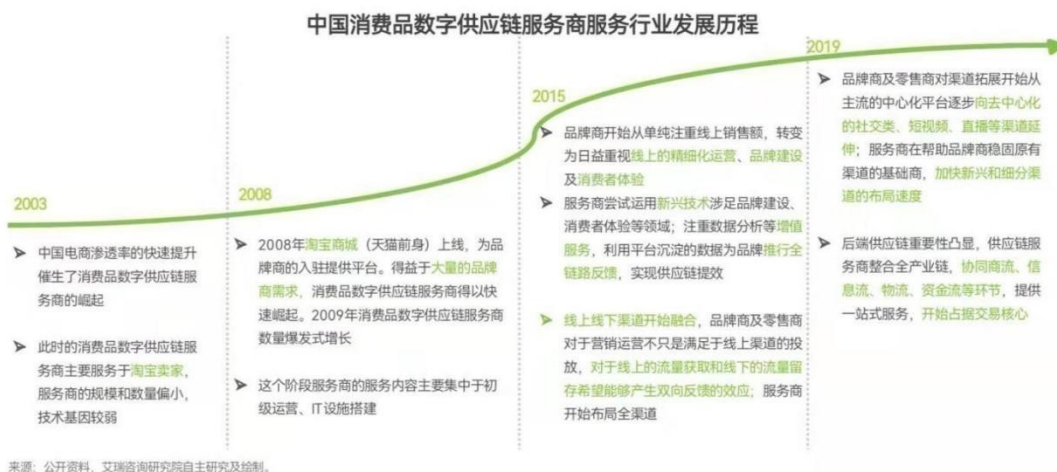 中国消费品数字供应链服务商服务行业发展历程
2003
中国电商渗透率的快速提升
催生了消费品数字供应链服
务商的崛起
此时的消费品数字供应链服
务商主要服务于淘宝卖家,
服务商的规模和数量偏小,
技术基因较弱
2008
2008年淘宝商城（天猫前身）上线，为品
牌商的入驻提供平台。得益于大量的品牌
商需求，消费品数字供应链服务商得以快
速崛起。2009年消费品数字供应链服务商
数量爆发式增长
这个阶段服务商的服务内容主要集中于初
级运营、IT设施搭建
2015
品牌商开始从单纯注重线上销售额，转变
为日益重视线上的精细化运营、品牌建设
及消费者体验
服务商尝试运用新兴技术涉足品牌建设、
消费者体验等领域；注重数据分析等增值
服务，利用平台沉淀的数据为品牌推行全
链路反馈，实现供应链提效
线上线下渠道开始融合，品牌商及零售商
对于营销运营不只是满足于线上渠道的投
放，对于线上的流量获取和线下的流量留
存希望能够产生双向反馈的效应；服务商
开始布局全渠道
2019
品牌商及零售商对渠道拓展开始从
主流的中心化平台逐步向去中心化
的社交类、短视频、直播等渠道延
伸；服务商在帮助品牌商稳固原有
渠道的基础商，加快新兴和细分渠
道的布局速度
后端供应链重要性凸显，供应链服
务商整合全产业链，协同商流、信
息流、物流、资金流等环节，提供
一站式服务，开始占据交易核心
来源：公开资料、艾瑞咨询研究院自主研究及绘制。